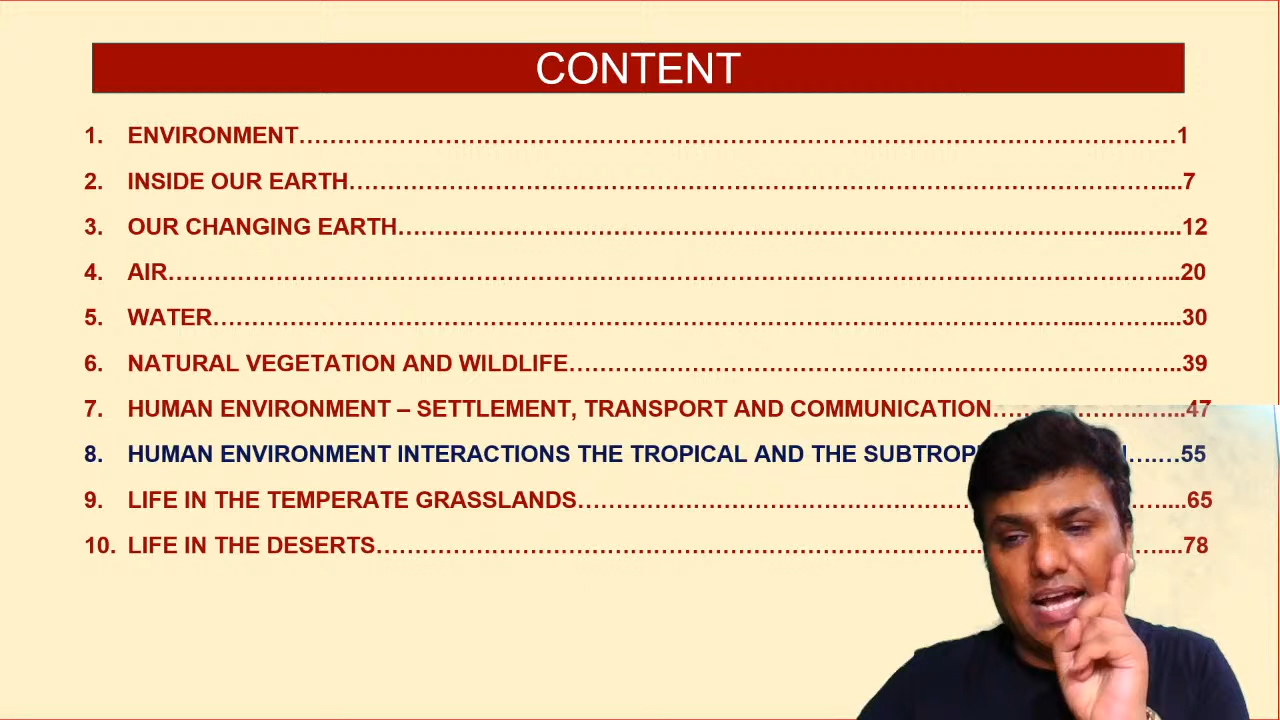 CONTENT
1. ENVIRONMENT…………………………………………………………………………………………………1
2. INSIDE OUR EARTH……………………………………………………………………………………………....7
3. OUR CHANGING EARTH……………………………………………………………………………....…...12
4. AIR…………………………………………………………………………………………………………………...20
5. WATER………………………………………………………………………………………………...………....30
6. NATURAL VEGETATION AND WILDLIFE……………………………………………………………………..39
7. HUMAN ENVIRONMENT – SETTLEMENT, TRANSPORT AND COMMUNICATION………………..…...47
8. HUMAN ENVIRONMENT INTERACTIONS THE TROPICAL AND THE …….…55
9. LIFE IN THE TEMPERATE GRASSLANDS……………………………………………………………………....65
10. LIFE IN THE DESERTS……………………………………………………………………………………………....78